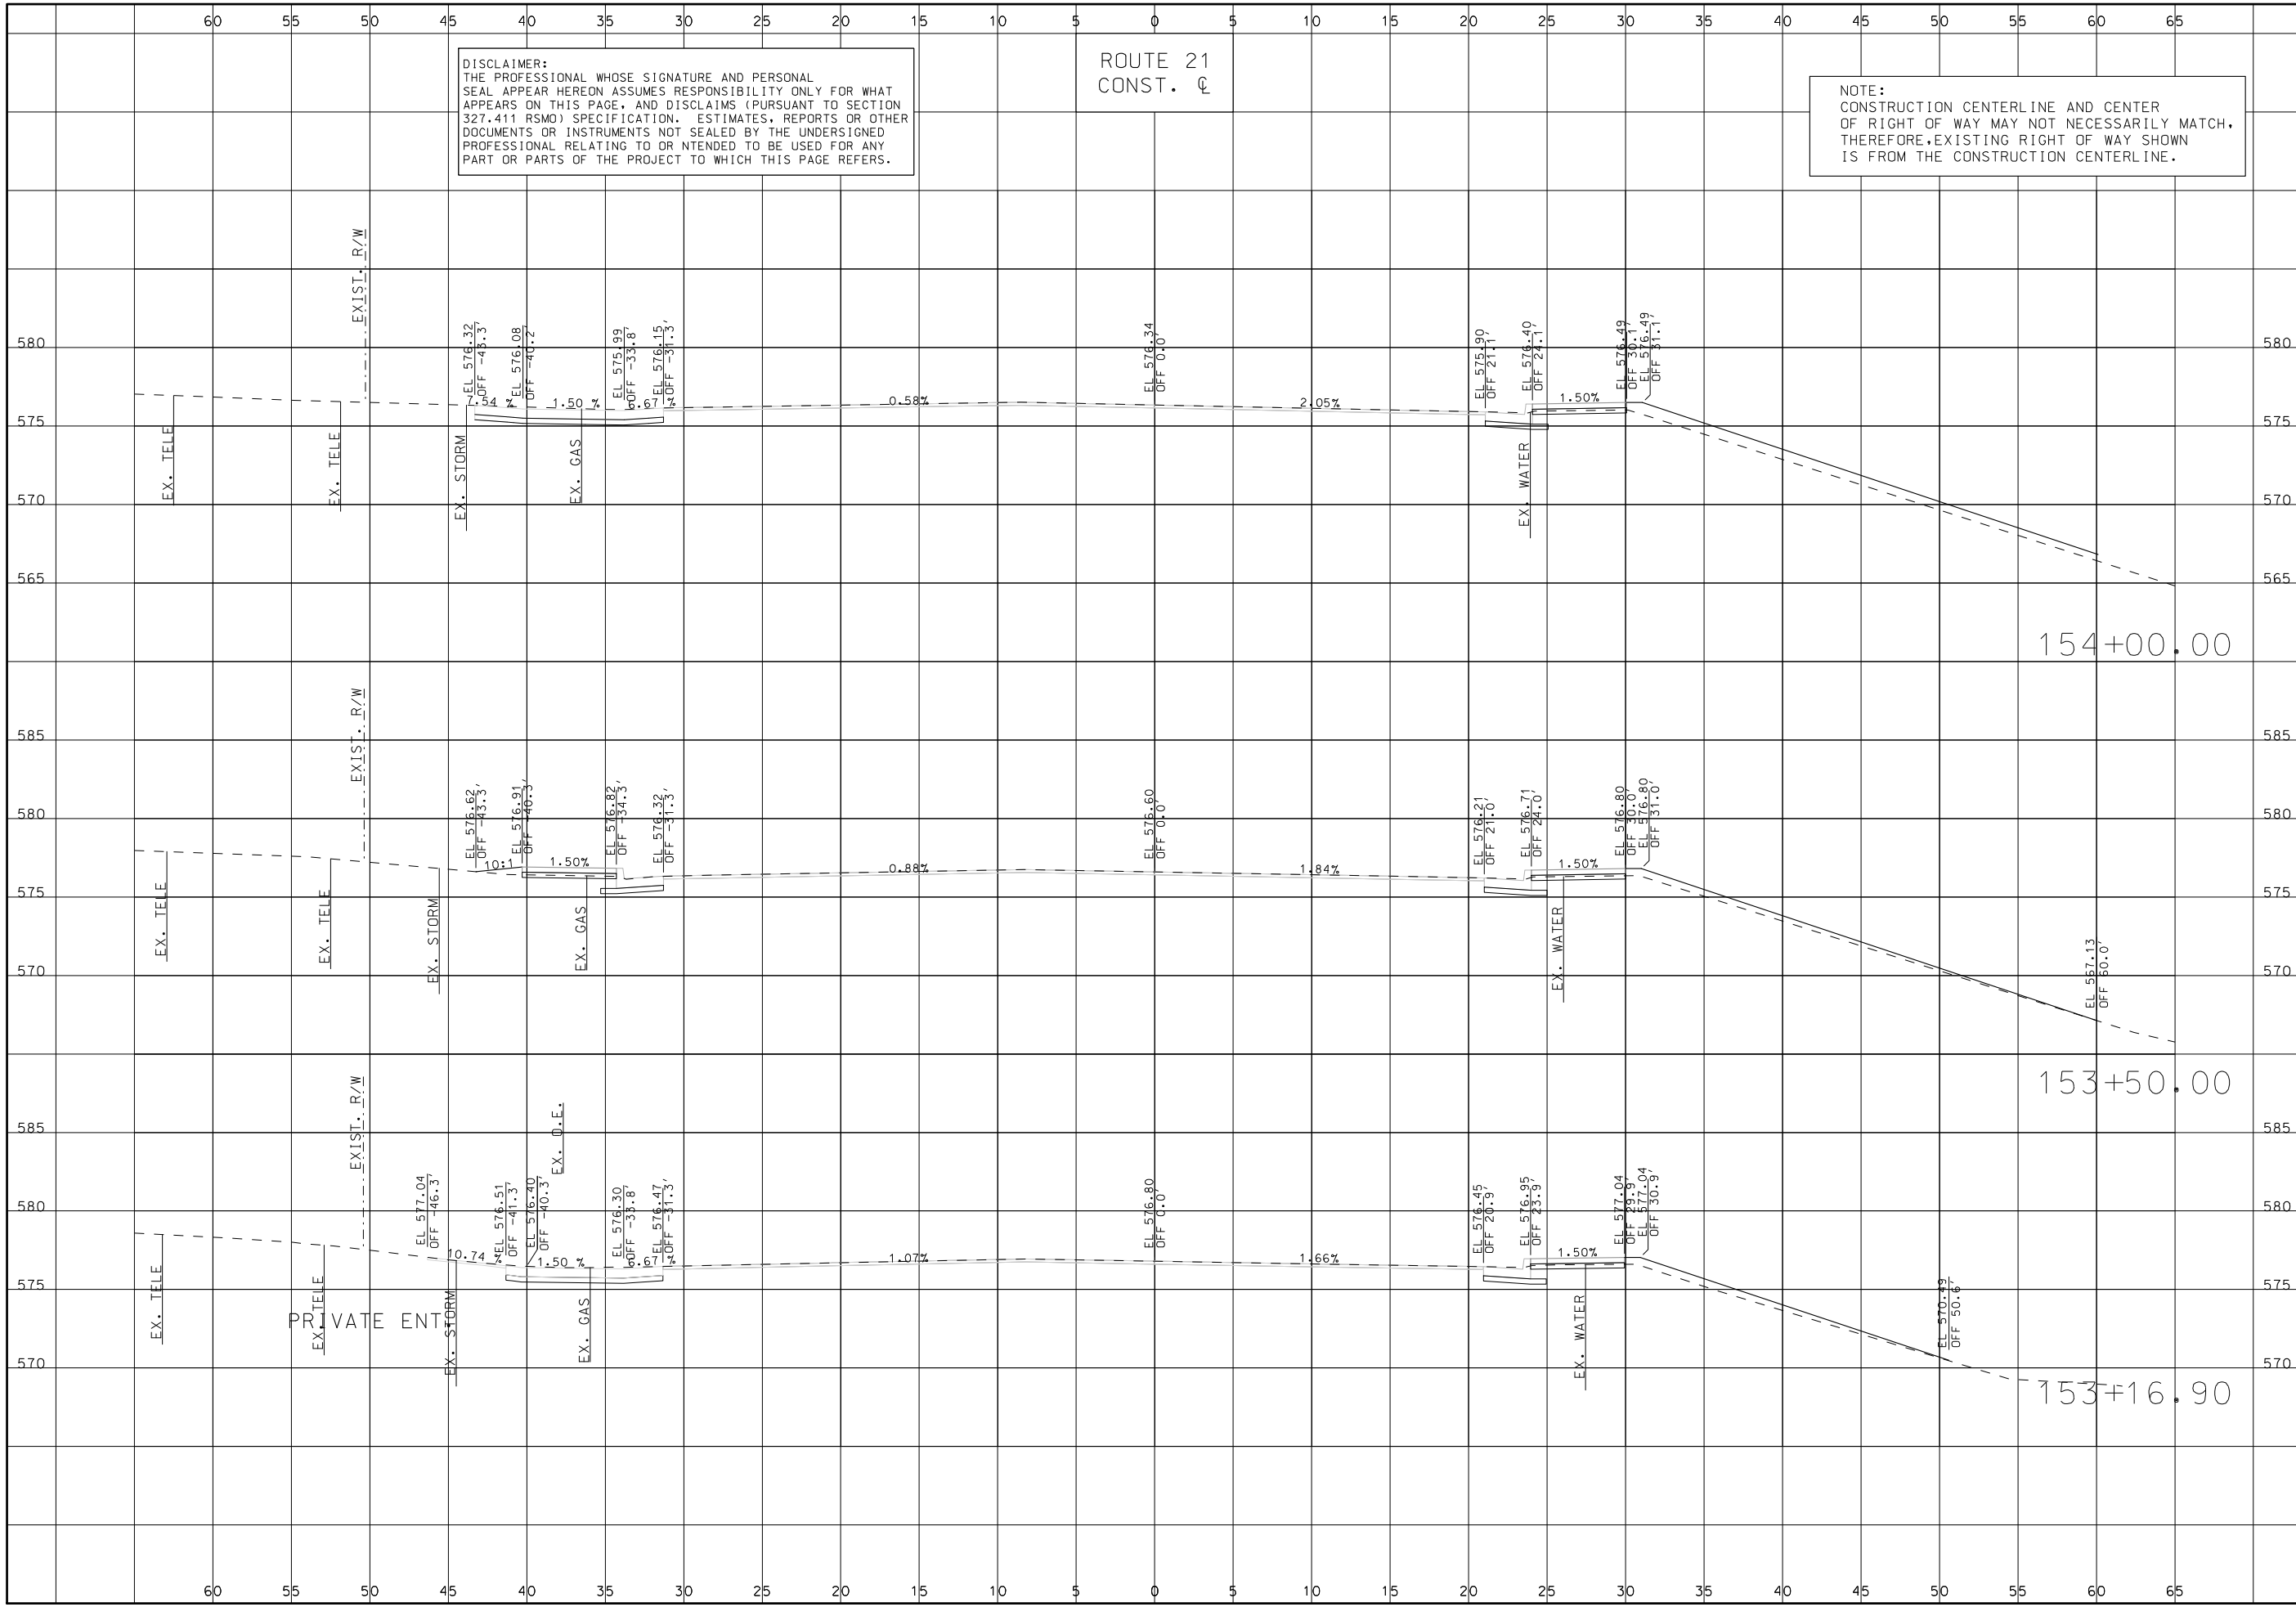 60 55 50 45 40 35 30 25 20 15 10 5 0 5 10 15 20 25 30 35 40 45 50 55 60 65
DISCLAIMER:
THE PROFESSIONAL WHOSE SIGNATURE AND PERSONAL
SEAL APPEAR HEREON ASSUMES RESPONSIBILITY ONLY FOR WHAT
APPEARS ON THIS PAGE, AND DISCLAIMS (PURSUANT TO SECTION
327.411 RSMO) SPECIFICATION. ESTIMATES, REPORTS OR OTHER
DOCUMENTS OR INSTRUMENTS NOT SEALED BY THE UNDERSIGNED
PROFESSIONAL RELATING TO OR NTENDED TO BE USED FOR ANY
PART OR PARTS OF THE PROJECT TO WHICH THIS PAGE REFERS.
ROUTE 21
CONST. ℄
NOTE:
CONSTRUCTION CENTERLINE AND CENTER
OF RIGHT OF WAY MAY NOT NECESSARILY MATCH,
THEREFORE,EXISTING RIGHT OF WAY SHOWN
IS FROM THE CONSTRUCTION CENTERLINE.
EXIST. R/W
EL 576.32
OFF -43.3'
EL 576.08
OFF -40.2'
EL 575.99
OFF -33.8'
EL 576.15
OFF -31.3'
EL 576.34
OFF 0.0'
EL 575.90
OFF 21.1'
EL 576.40
OFF 24.1'
EL 576.49
OFF 30.1'
EL 576.49
OFF 31.1'
580 580
7.54 % 1.50 % 6.67 % 0.58% 2.05% 1.50%
575 575
EX. TELE
EX. TELE
EX. STORM
EX. GAS
EX. WATER
570 570
565 565
154+00.00
EXIST. R/W
585 585
EL 576.62
OFF -43.3'
EL 576.91
OFF -40.3'
EL 576.82
OFF -34.3'
EL 576.32
OFF -31.3'
EL 576.60
OFF 0.0'
EL 576.21
OFF 21.0'
EL 576.71
OFF 24.0'
EL 576.80
OFF 30.0'
EL 576.80
OFF 31.0'
580 580
10:1 1.50% 0.88% 1.84% 1.50%
575 575
EX. TELE
EX. TELE
EX. STORM
EX. GAS
EX. WATER
EL 567.13
OFF 60.0'
570 570
153+50.00
EXIST. R/W
EX. O.E.
585 585
EL 577.04
OFF -46.3'
EL 576.51
OFF -41.3'
EL 576.40
OFF -40.3'
EL 576.30
OFF -33.8'
EL 576.47
OFF -31.3'
EL 576.80
OFF 0.0'
EL 576.45
OFF 20.9'
EL 576.95
OFF 23.9'
EL 577.04
OFF 29.9'
EL 577.04
OFF 30.9'
580 580
10.74 % 1.50 % 6.67 % 1.07% 1.66% 1.50%
575 575
EX. TELE
EX. TELE
PRIVATE ENT.
EX. STORM
EX. GAS
EX. WATER
EL 570.49
OFF 50.6'
570 570
153+16.90
60 55 50 45 40 35 30 25 20 15 10 5 0 5 10 15 20 25 30 35 40 45 50 55 60 65